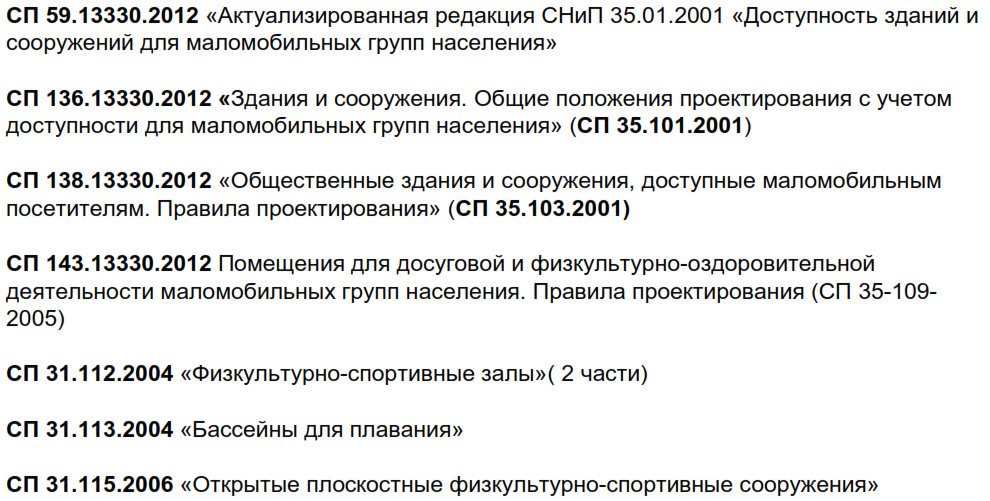 СП 59.13330.2012 «Актуализированная редакция СНиП 35.01.2001 «Доступность зданий и
сооружений для маломобильных групп населения»
СП 136.13330.2012 «Здания и сооружения. Общие положения проектирования с учетом
доступности для маломобильных групп населения» (СП 35.101.2001)
СП 138.13330.2012 «Общественные здания и сооружения, доступные маломобильным
посетителям. Правила проектирования» (СП 35.103.2001)
СП 143.13330.2012 Помещения для досуговой и физкультурно-оздоровительной
деятельности маломобильных групп населения. Правила проектирования (СП 35-109-
2005)
СП 31.112.2004 «Физкультурно-спортивные залы»( 2 части)
СП 31.113.2004 «Бассейны для плавания»
СП 31.115.2006 «Открытые плоскостные физкультурно-спортивные сооружения»